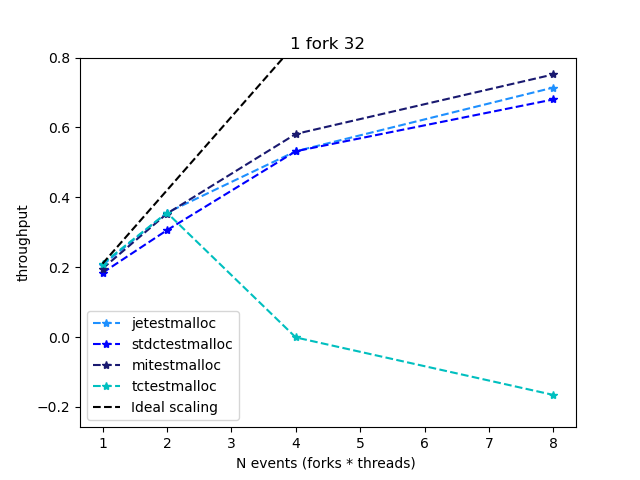 1 fork 32
throughput
0.8
0.6
0.4
0.2
0.0
−0.2
jetestmalloc
stdctestmalloc
mitestmalloc
tctestmalloc
Ideal scaling
1 2 3 4 5 6 7 8
N events (forks * threads)